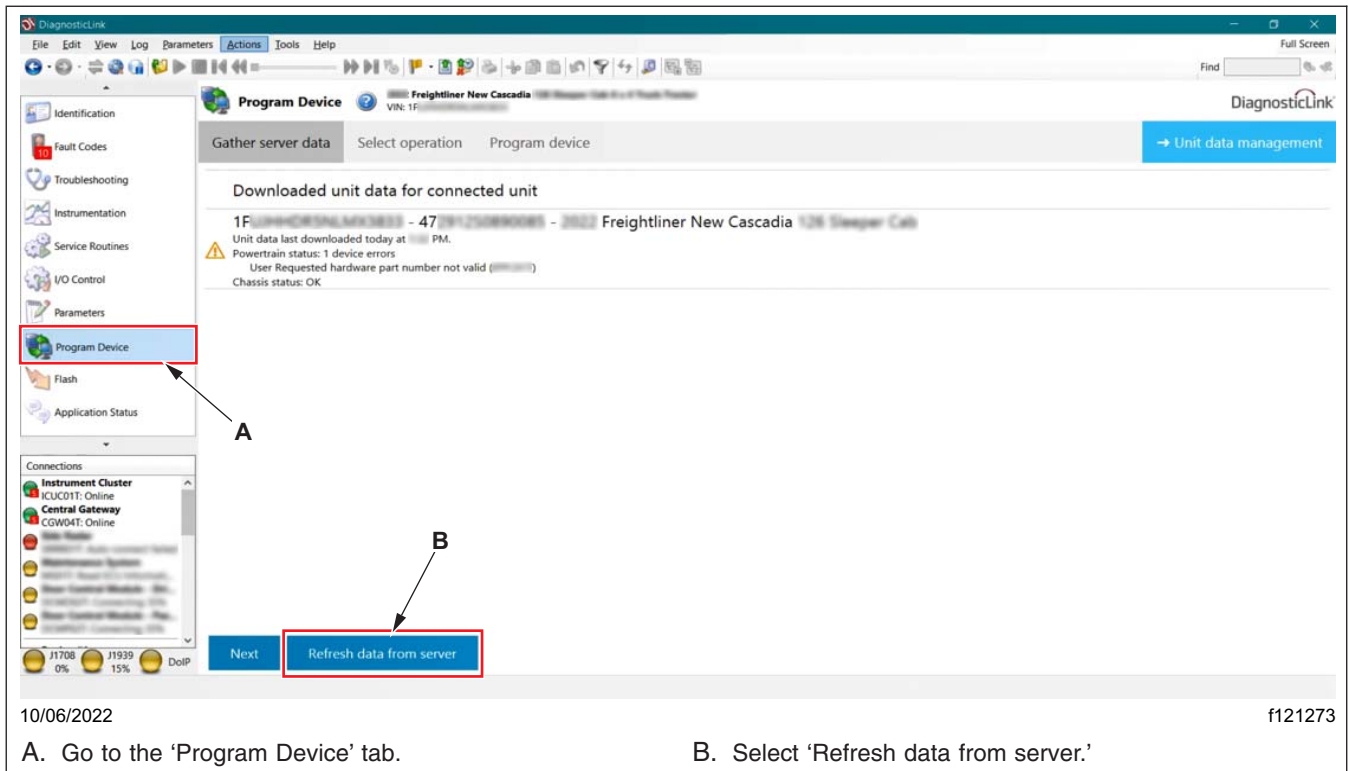 DiagnosticLink
File Edit View Log Parameters Actions Tools Help
Full Screen
Find
Identification
Fault Codes
10
Troubleshooting
Instrumentation
Service Routines
I/O Control
Parameters
Program Device
Flash
Application Status
A
Connections
Instrument Cluster
ICUC01T: Online
Central Gateway
CGW04T: Online
J1708
0%
J1939
15%
DoIP
Program Device
Freightliner New Cascadia
VIN: 1F
DiagnosticLink
Gather server data Select operation Program device
→ Unit data management
Downloaded unit data for connected unit
1F - 47 - Freightliner New Cascadia
Unit data last downloaded today at PM.
Powertrain status: 1 device errors
User Requested hardware part number not valid ( )
Chassis status: OK
B
Next Refresh data from server
10/06/2022
f121273
A. Go to the ‘Program Device’ tab.
B. Select ‘Refresh data from server.’